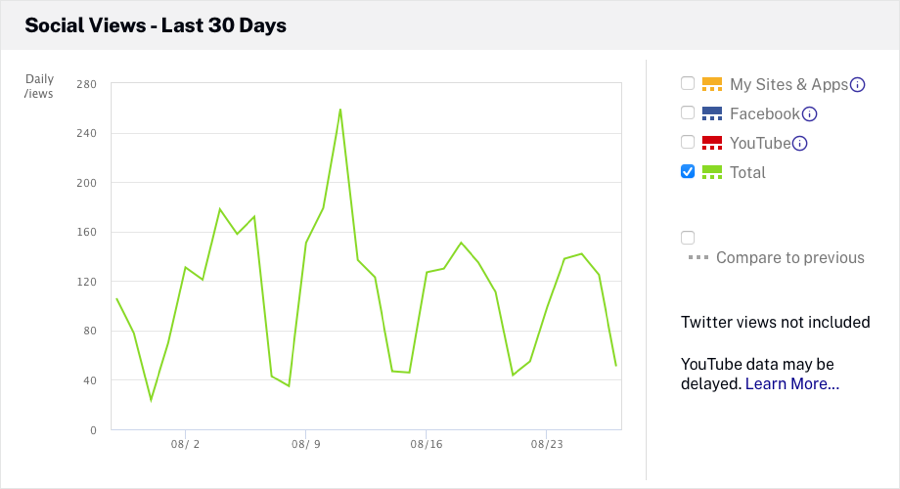 Social Views - Last 30 Days
Daily
/iews
280
240
200
160
120
80
40
0
08/ 2
08/ 9
08/16
08/23
My Sites & Apps
Facebook
YouTube
Total
Compare to previous
Twitter views not included
YouTube data may be
delayed. Learn More...